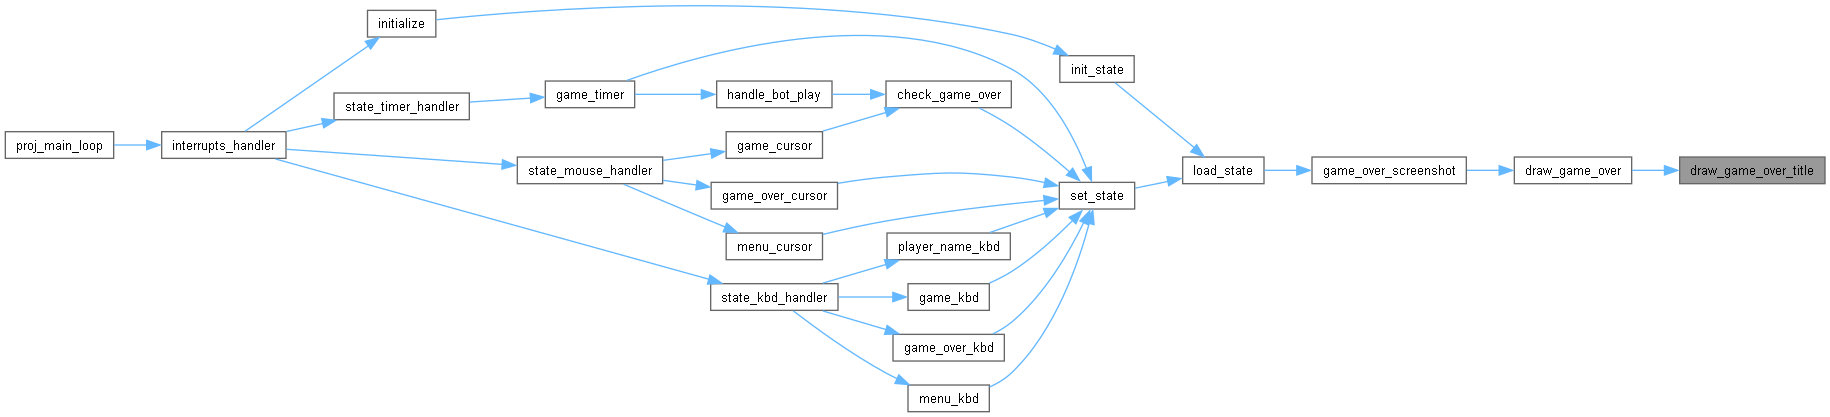 initialize
init_state
game_timer
handle_bot_play
check_game_over
state_timer_handler
proj_main_loop
interrupts_handler
game_cursor
state_mouse_handler
load_state
game_over_screenshot
draw_game_over
draw_game_over_title
game_over_cursor
set_state
menu_cursor
player_name_kbd
state_kbd_handler
game_kbd
game_over_kbd
menu_kbd